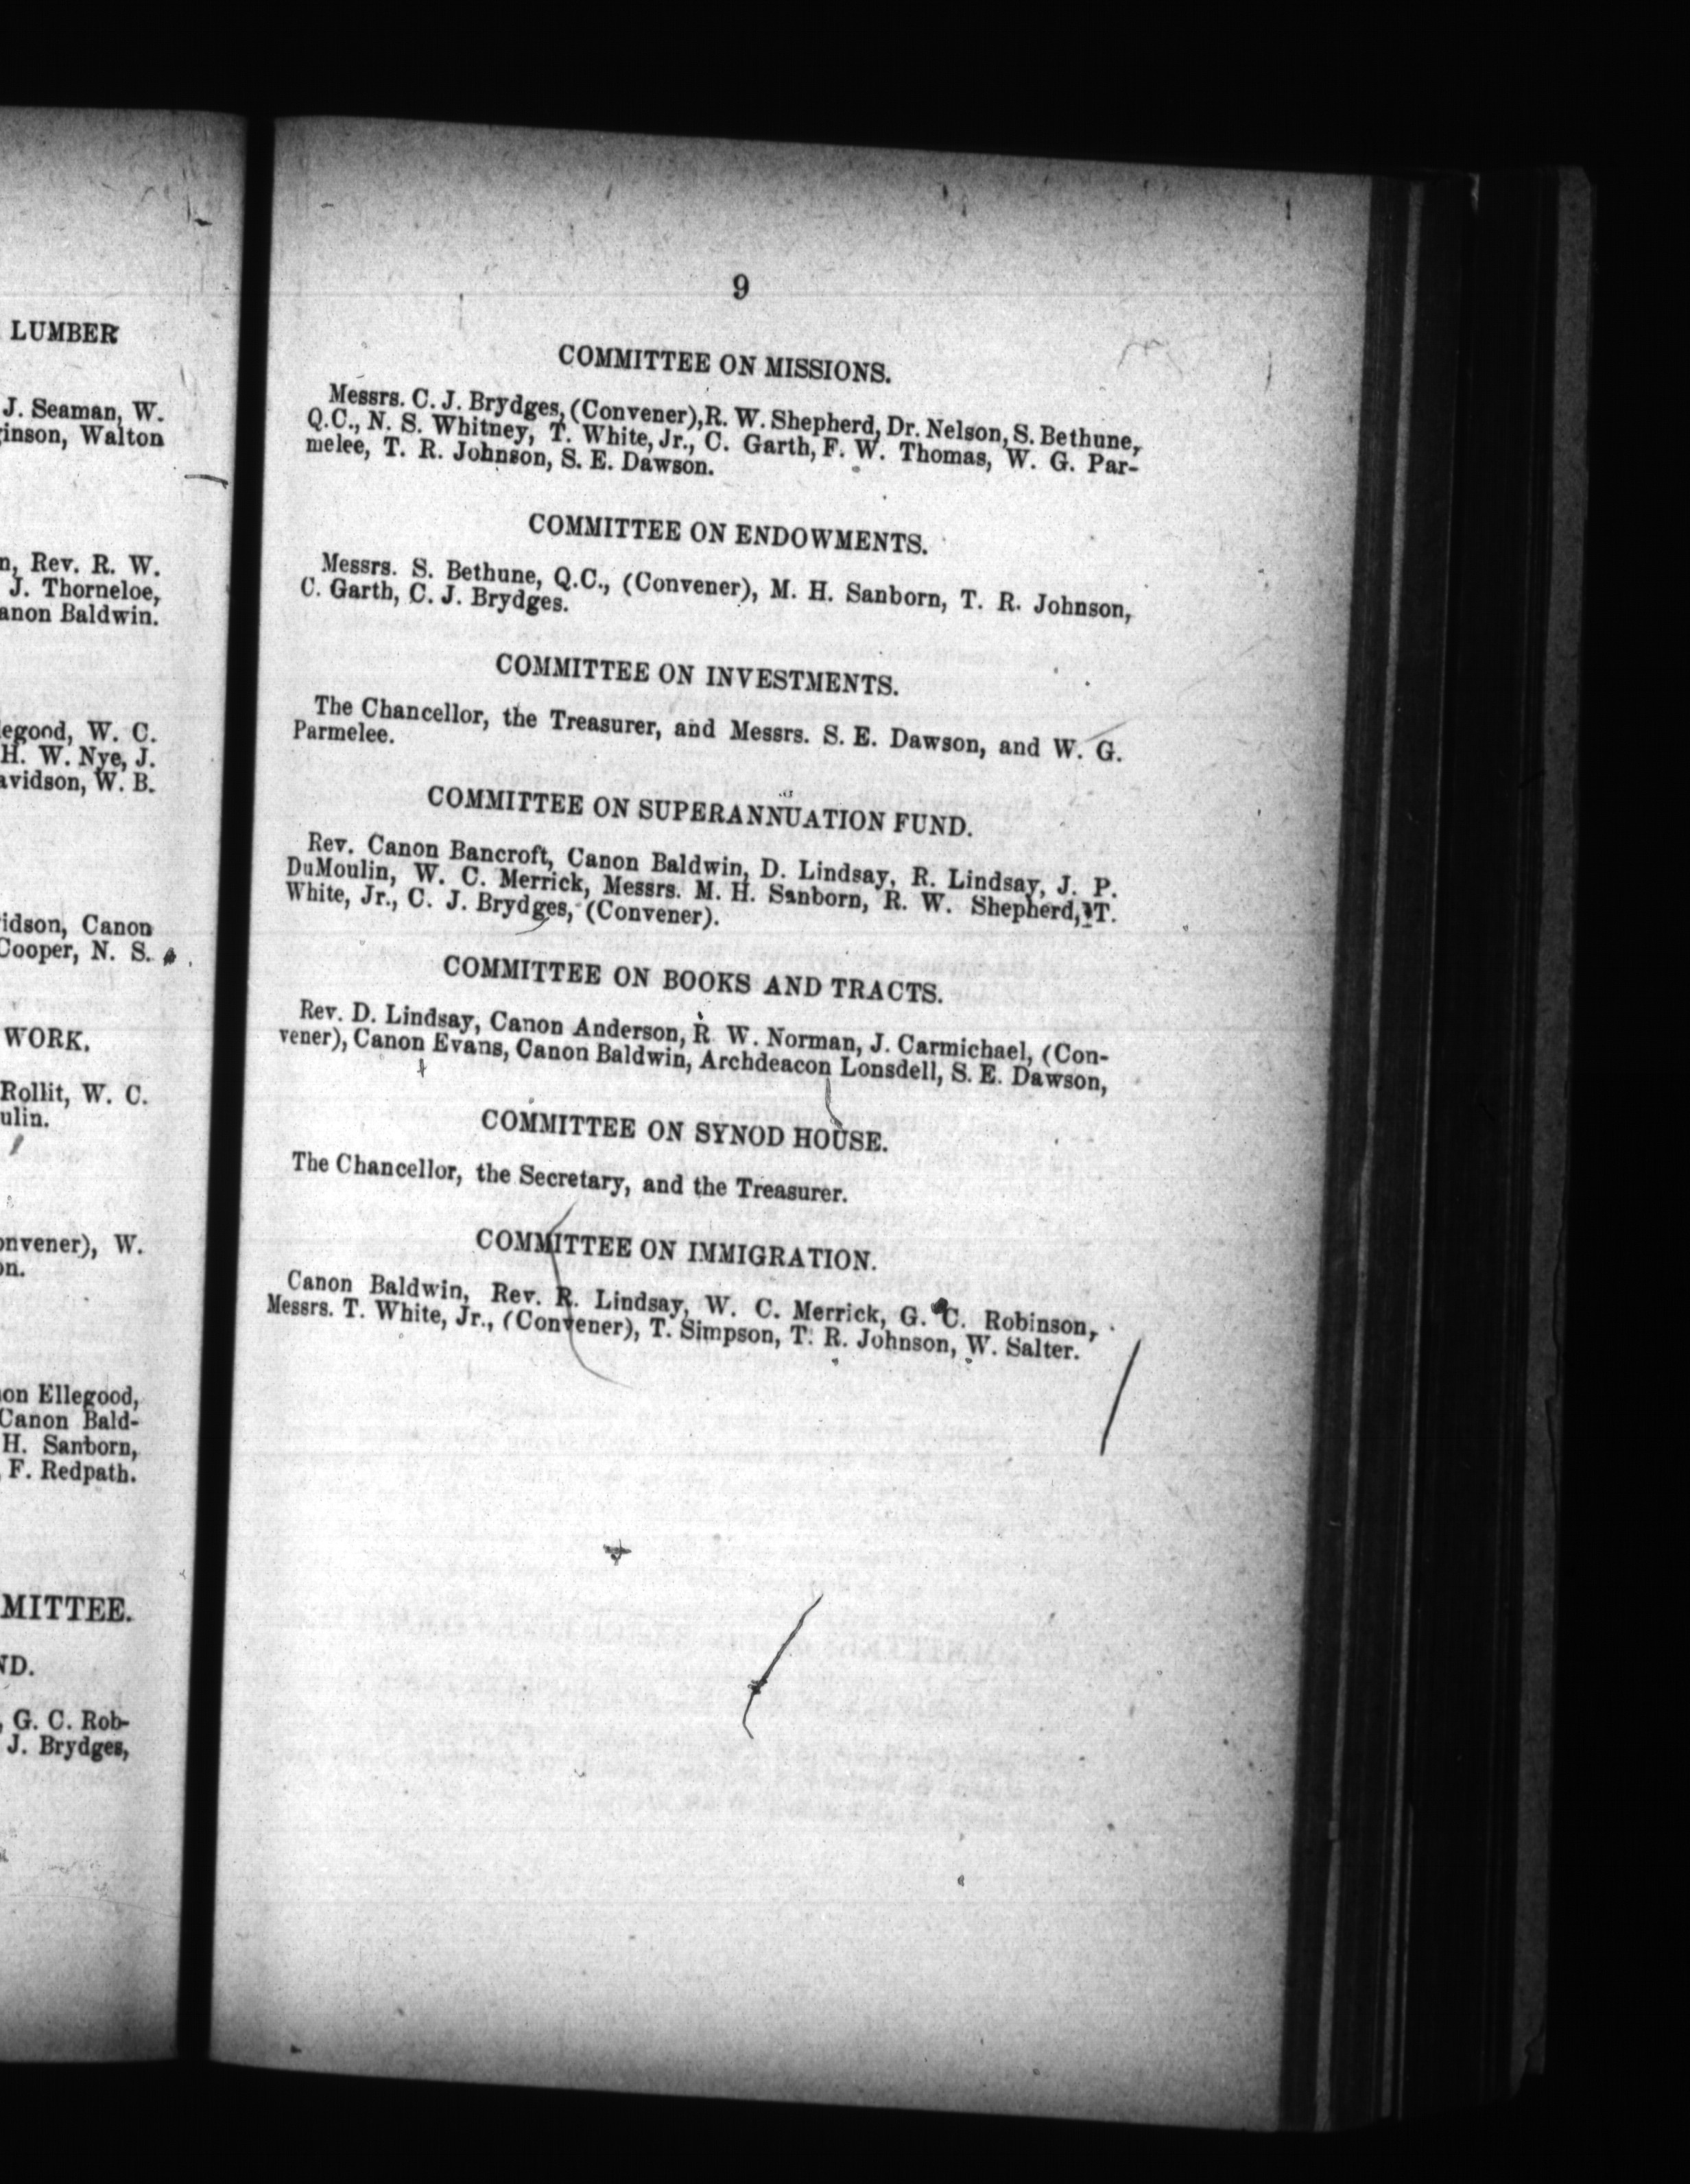 LUMBER
J. Seaman, W.
inson, Walton
n, Rev. R. W.
J. Thorneloe,
anon Baldwin.
legood, W. C.
H. W. Nye, J.
avidson, W. B.
idson, Canon
Cooper, N. S.
WORK.
Rollit, W. C.
ulin.
onvener), W.
on.
on Ellegood,
Canon Bald-
H. Sanborn,
F. Redpath.
MITTEE.
ND.
, G. C. Rob-
J. Brydges,
9
COMMITTEE ON MISSIONS.
Messrs. C. J. Brydges, (Convener), R. W. Shepherd, Dr. Nelson, S. Bethune,
Q.C., N. S. Whitney, T. White, Jr., C. Garth, F. W. Thomas, W. G. Par-
melee, T. R. Johnson, S. E. Dawson.
COMMITTEE ON ENDOWMENTS.
Messrs. S. Bethune, Q.C., (Convener), M. H. Sanborn, T. R. Johnson,
C. Garth, C. J. Brydges.
COMMITTEE ON INVESTMENTS.
The Chancellor, the Treasurer, and Messrs. S. E. Dawson, and W. G.
Parmelee.
COMMITTEE ON SUPERANNUATION FUND.
Rev. Canon Bancroft, Canon Baldwin, D. Lindsay, R. Lindsay, J. P.
DuMoulin, W. C. Merrick, Messrs. M. H. Sanborn, R. W. Shepherd, T.
White, Jr., C. J. Brydges, (Convener).
COMMITTEE ON BOOKS AND TRACTS.
Rev. D. Lindsay, Canon Anderson, R. W. Norman, J. Carmichael, (Con-
vener), Canon Evans, Canon Baldwin, Archdeacon Lonsdell, S. E. Dawson,
COMMITTEE ON SYNOD HOUSE.
The Chancellor, the Secretary, and the Treasurer.
COMMITTEE ON IMMIGRATION.
Canon Baldwin, Rev. R. Lindsay, W. C. Merrick, G. C. Robinson,
Messrs. T. White, Jr., (Convener), T. Simpson, T. R. Johnson, W. Salter.